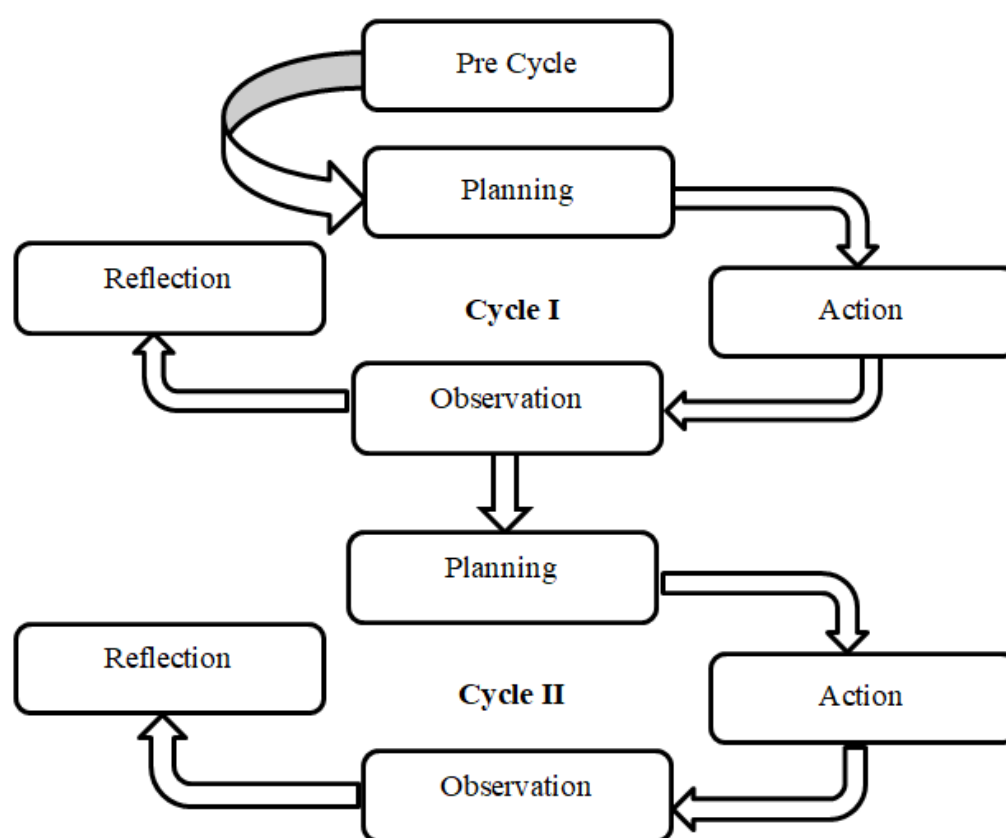 Pre Cycle
Planning
Reflection
Cycle I
Action
Observation
Planning
Reflection
Cycle II
Action
Observation